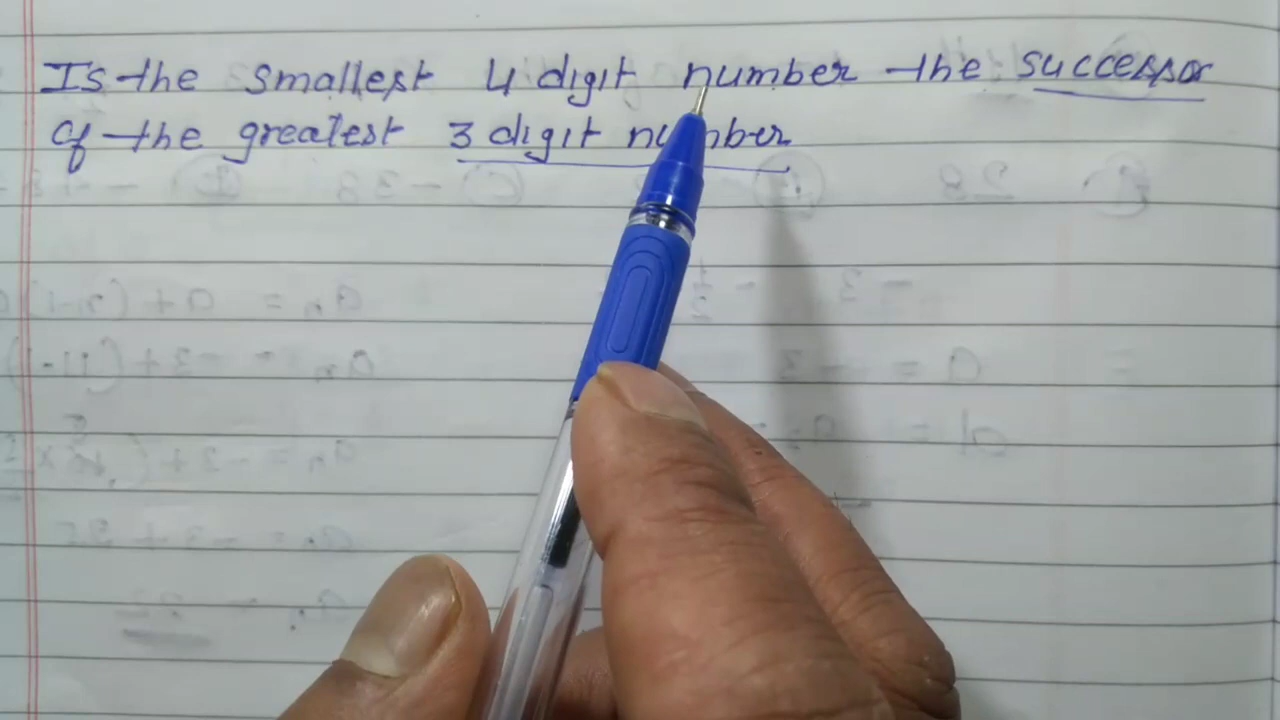 Is the smallest 4 digit number the successor
of the greatest 3 digit number